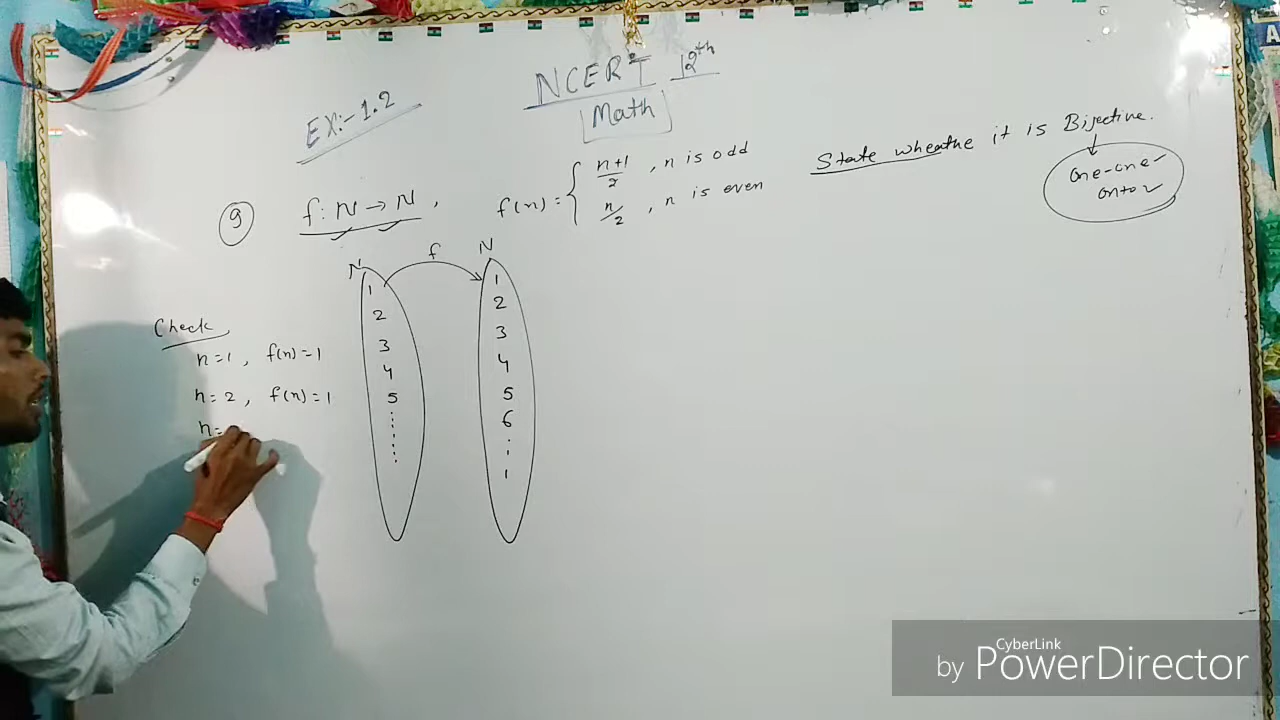 NCERT 12th
Math
EX:- 1.2
9 f: N → N, f(n) = { n+1/2 , n is odd
n/2 , n is even
State wheathe it is Bijective.
one-one
onto
N f N
1 1
2 2
3 3
4 4
5 5
6
1
Check
n=1, f(n)=1
n=2, f(n)=1
n=
A
CyberLink
by PowerDirector